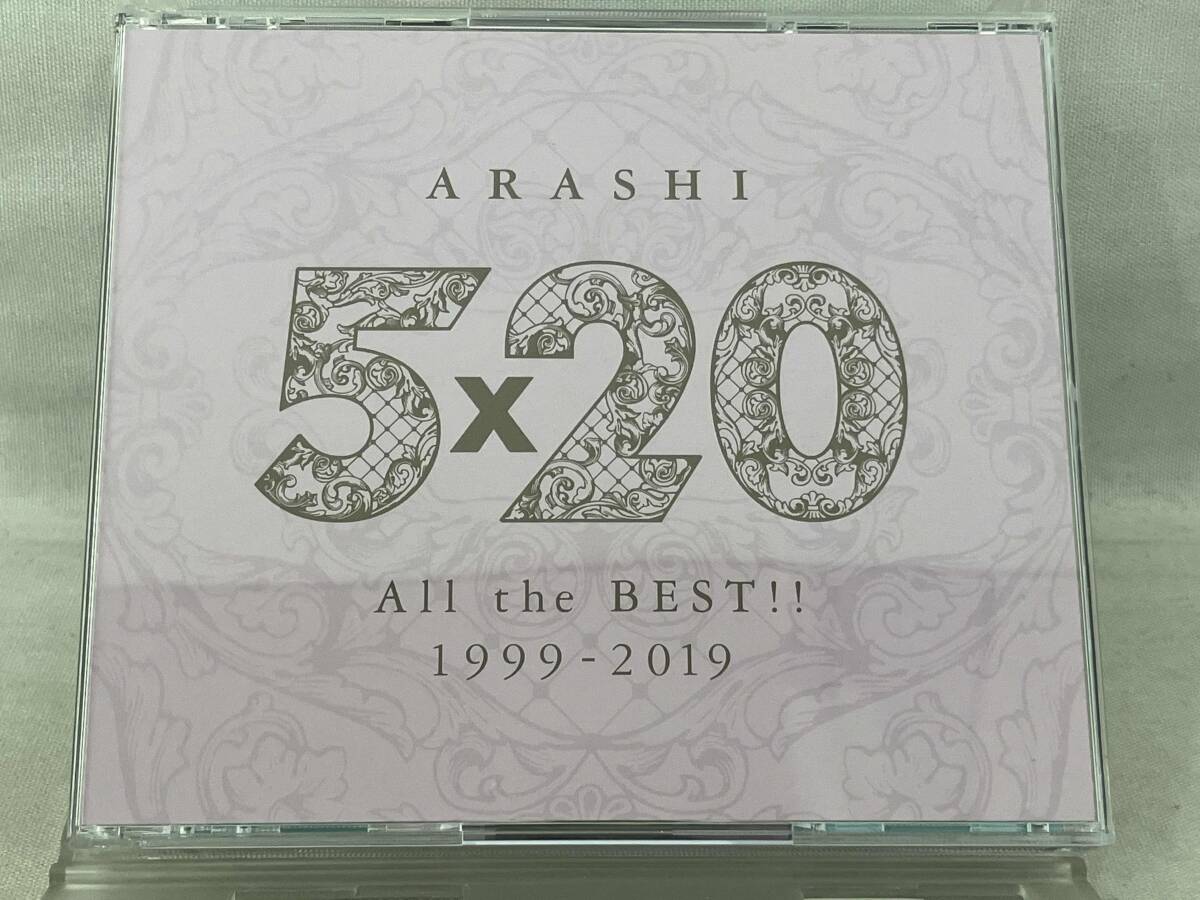 ARASHI
5x20
All the BEST!!
1999-2019